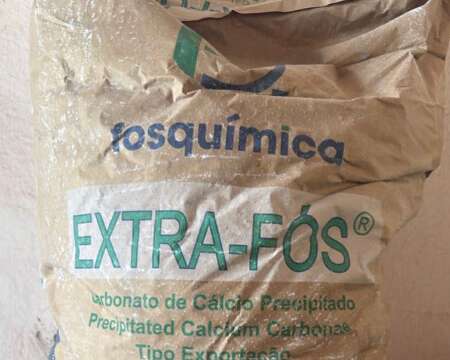 fosquímica
EXTRA-FÓS®
Carbonato de Cálcio Precipitado
Precipitated Calcium Carbonate
Tipo Exportação